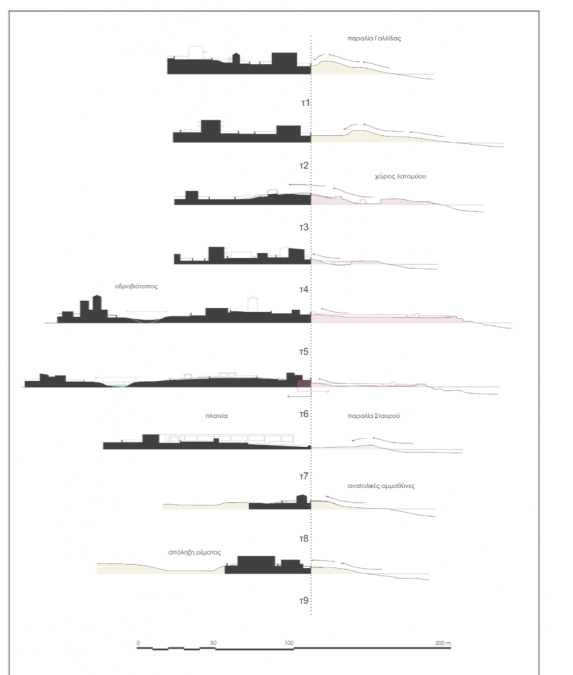 παραλία Γαλλίδας
τ1
τ2
χώρος λατομείου
τ3
υδροβιότοπος
τ4
τ5
τ6
πλατεία
παραλία Σταυρού
τ7
ανατολικές αμμοθύνες
τ8
απόληξη ρέματος
τ9
0 50 100 200 m